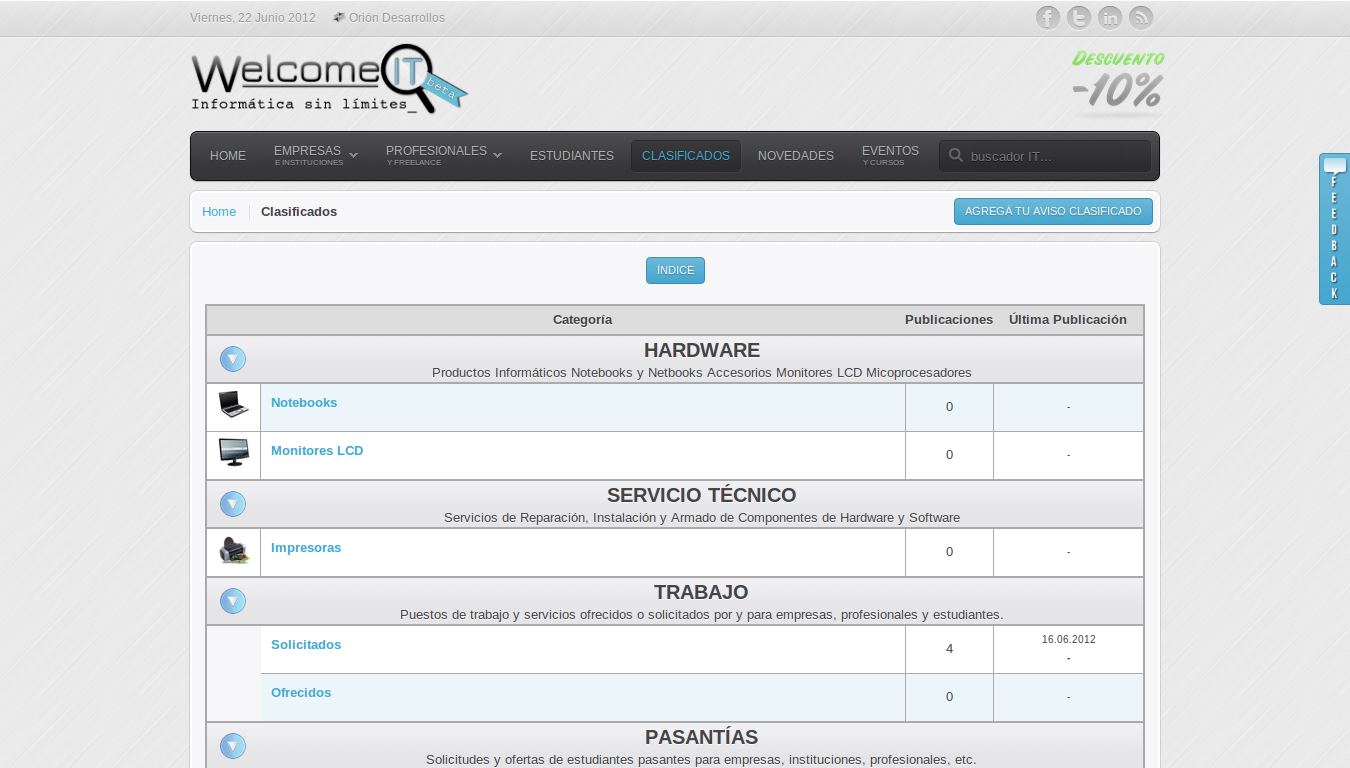 Viernes, 22 Junio 2012 Orión Desarrollos
WelcomeIT beta
Informática sin límites_
Descuento
-10%
HOME
EMPRESAS
E INSTITUCIONES
PROFESIONALES
Y FREELANCE
ESTUDIANTES
CLASIFICADOS
NOVEDADES
EVENTOS
Y CURSOS
buscador IT...
FEEDBACK
Home Clasificados
AGREGÁ TU AVISO CLASIFICADO
ÍNDICE
Categoría Publicaciones Última Publicación
HARDWARE
Productos Informáticos Notebooks y Netbooks Accesorios Monitores LCD Micoprocesadores
Notebooks 0 -
Monitores LCD 0 -
SERVICIO TÉCNICO
Servicios de Reparación, Instalación y Armado de Componentes de Hardware y Software
Impresoras 0 -
TRABAJO
Puestos de trabajo y servicios ofrecidos o solicitados por y para empresas, profesionales y estudiantes.
Solicitados 4 16.06.2012
-
Ofrecidos 0 -
PASANTÍAS
Solicitudes y ofertas de estudiantes pasantes para empresas, instituciones, profesionales, etc.